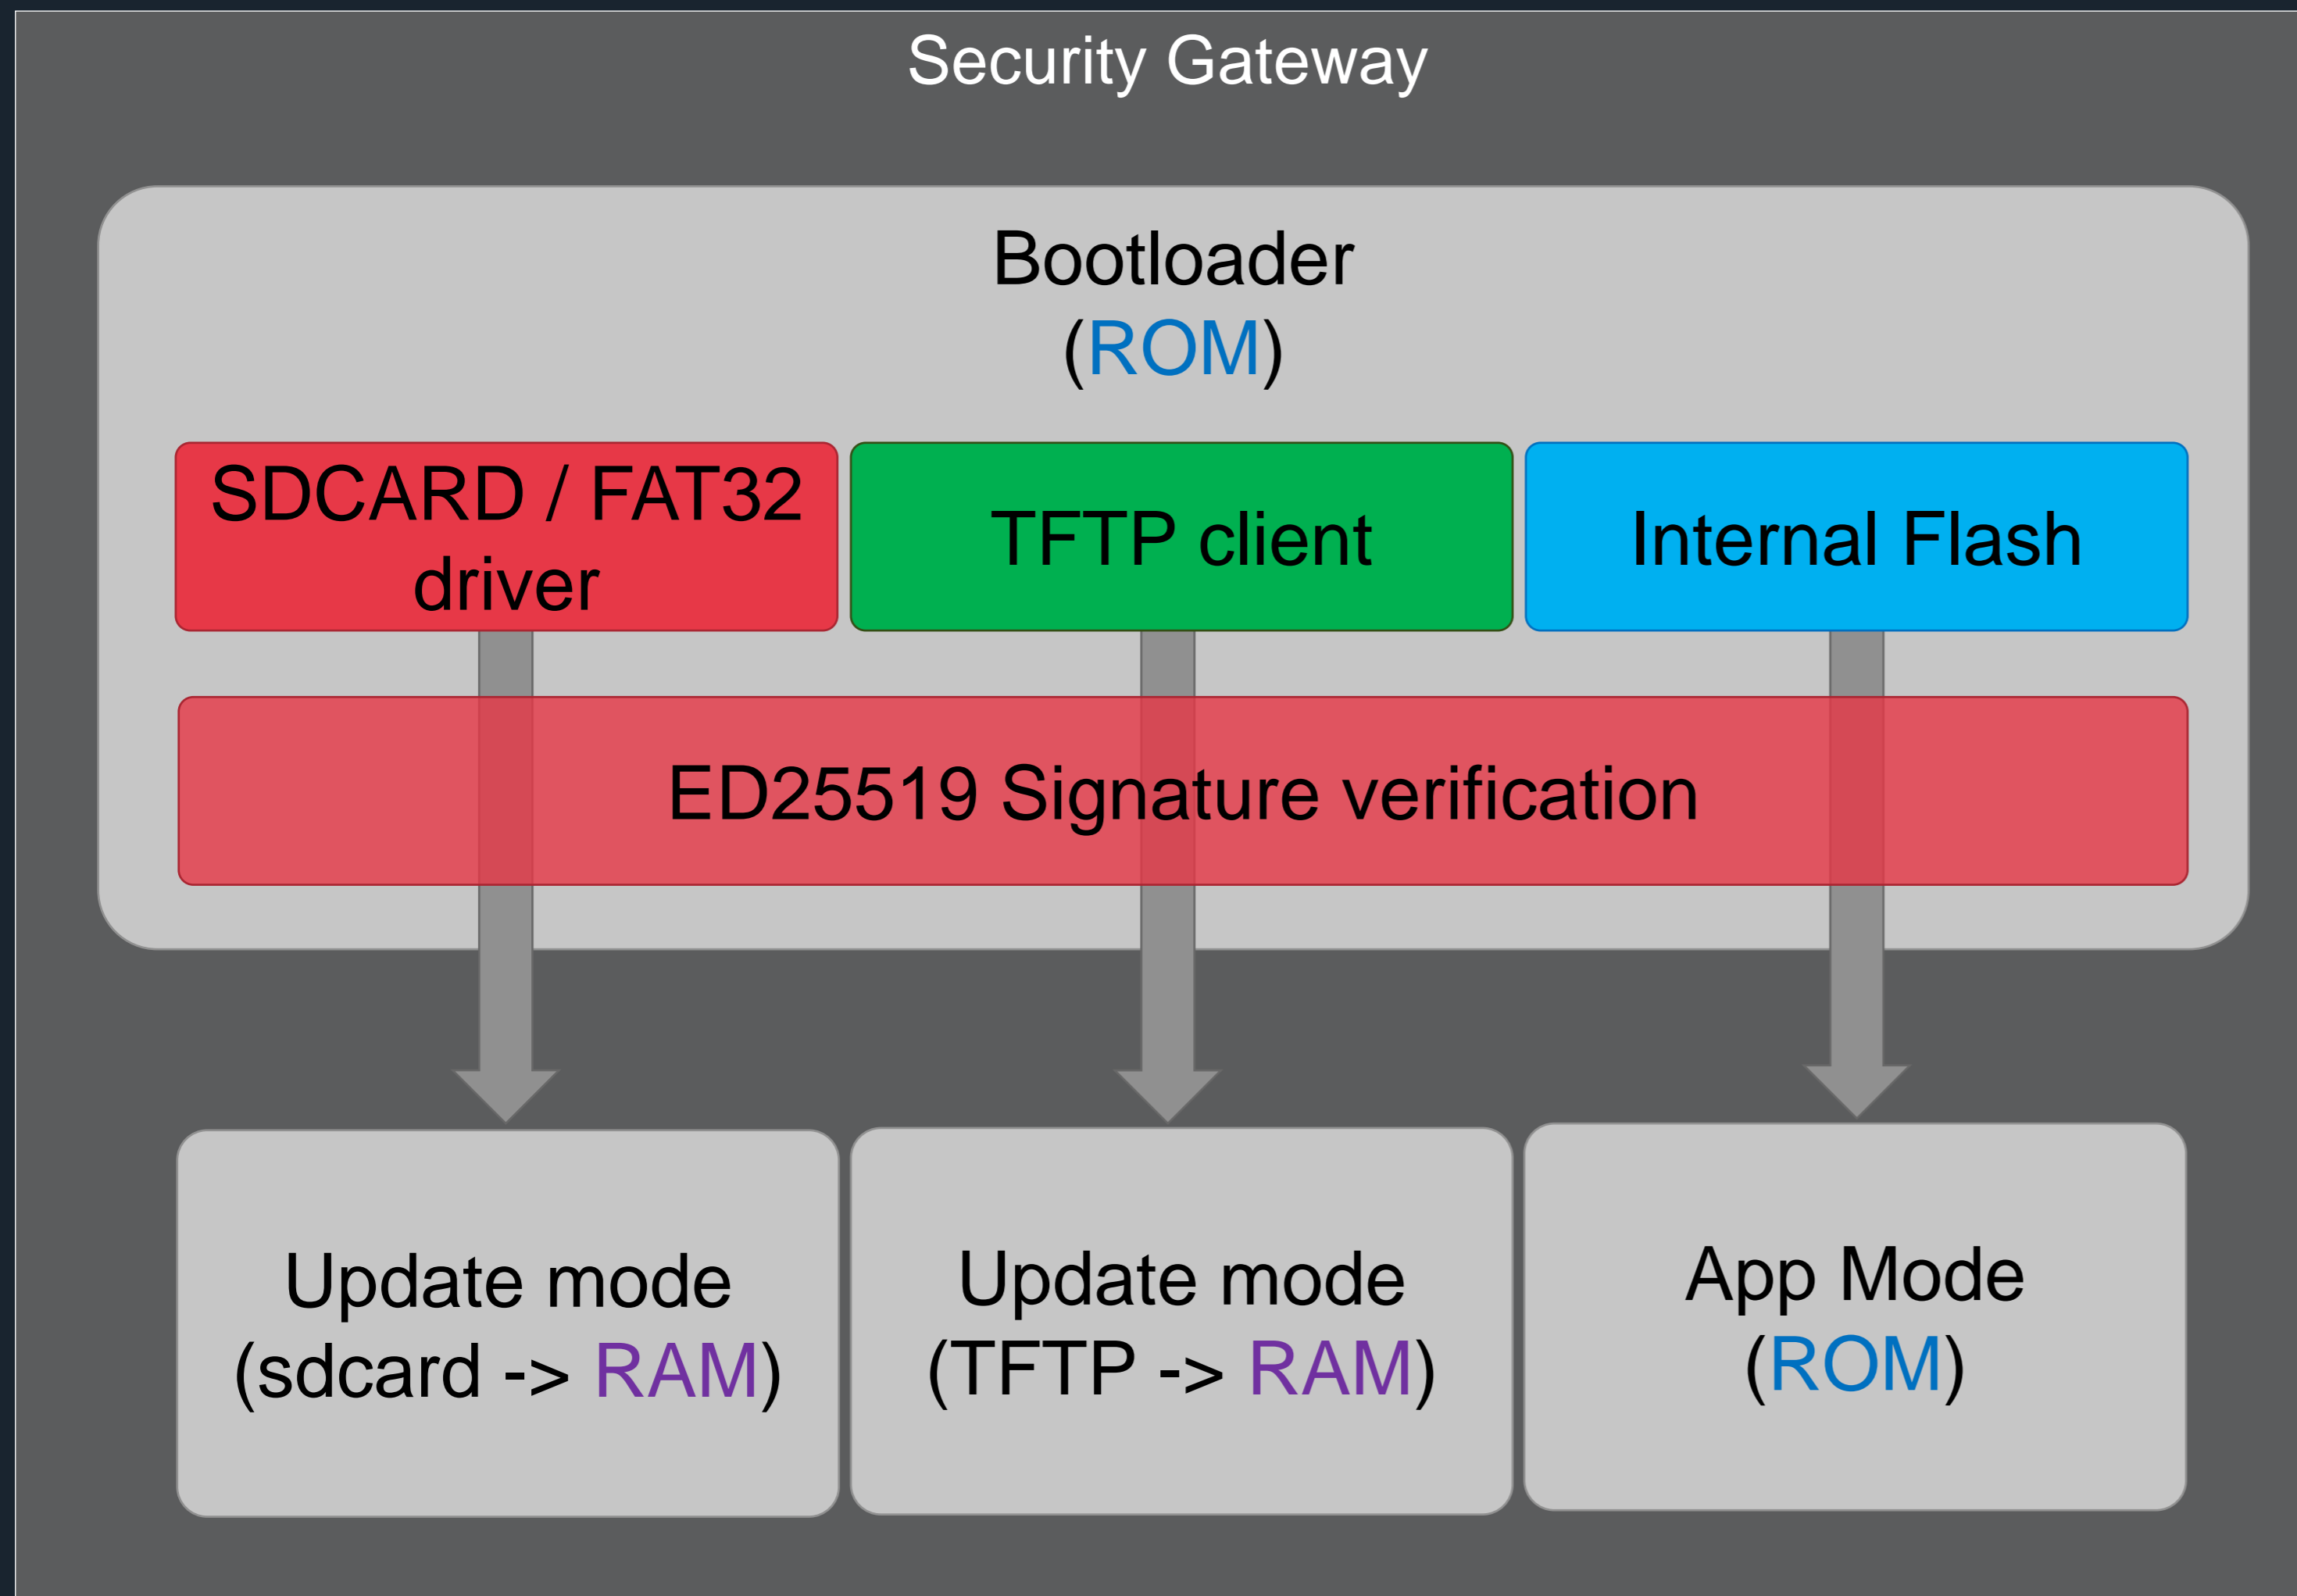 Security Gateway
Bootloader
(ROM)
SDCARD / FAT32
driver
TFTP client
Internal Flash
ED25519 Signature verification
Update mode
(sdcard -> RAM)
Update mode
(TFTP -> RAM)
App Mode
(ROM)